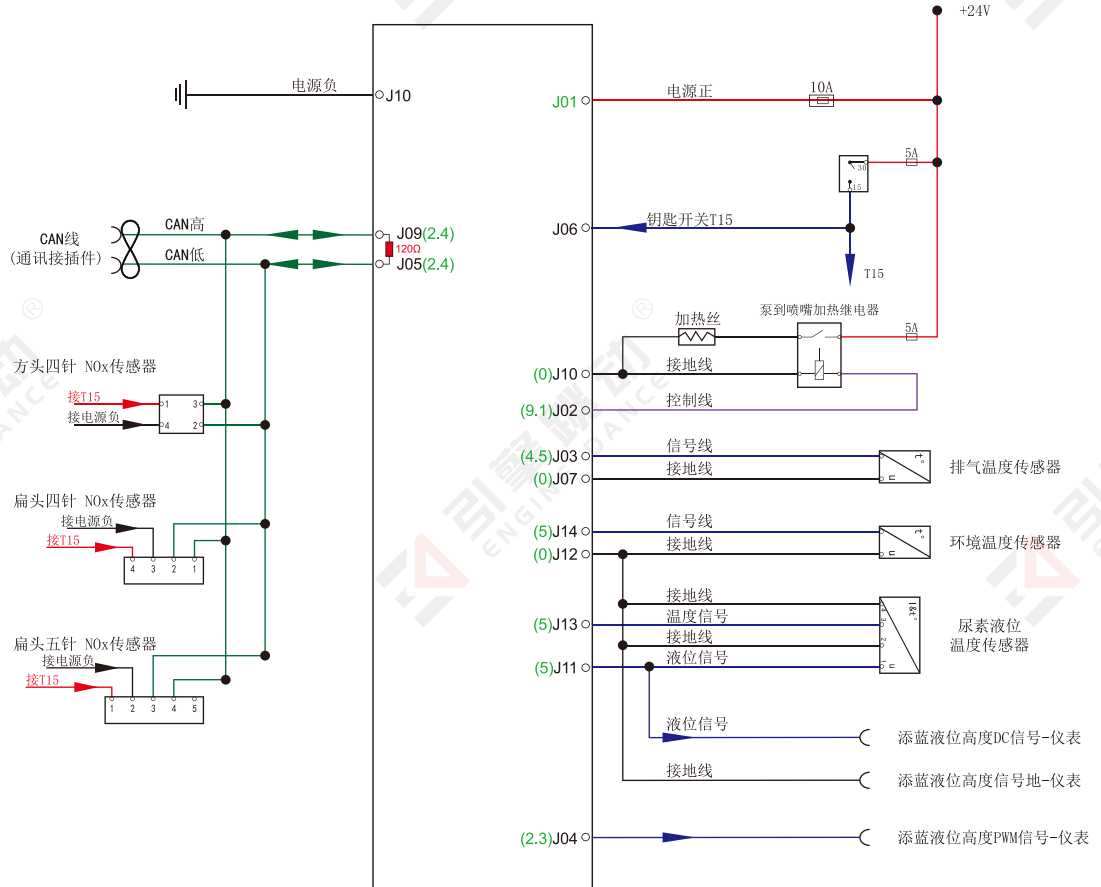 +24V
电源负
J10
J01
电源正
10A
5A
30
15
CAN高
J09(2.4)
CAN线
(通讯接插件)
120Ω
CAN低
J05(2.4)
J06
钥匙开关T15
T15
泵到喷嘴加热继电器
加热丝
5A
(0)J10
接地线
(9.1)J02
控制线
方头四针 NOx传感器
接T15
1
3
接电源负
4
2
(4.5)J03
信号线
t°
排气温度传感器
(0)J07
接地线
u
扁头四针 NOx传感器
接电源负
接T15
4
3
2
1
(5)J14
信号线
t°
环境温度传感器
(0)J12
接地线
u
接地线
4
l&t°
温度信号
(5)J13
3
尿素液位
温度传感器
接地线
2
液位信号
(5)J11
1
u
扁头五针 NOx传感器
接电源负
接T15
1
2
3
4
5
液位信号
添蓝液位高度DC信号-仪表
接地线
添蓝液位高度信号地-仪表
(2.3)J04
添蓝液位高度PWM信号-仪表
引擎跳动
ENGINE DANCE
®